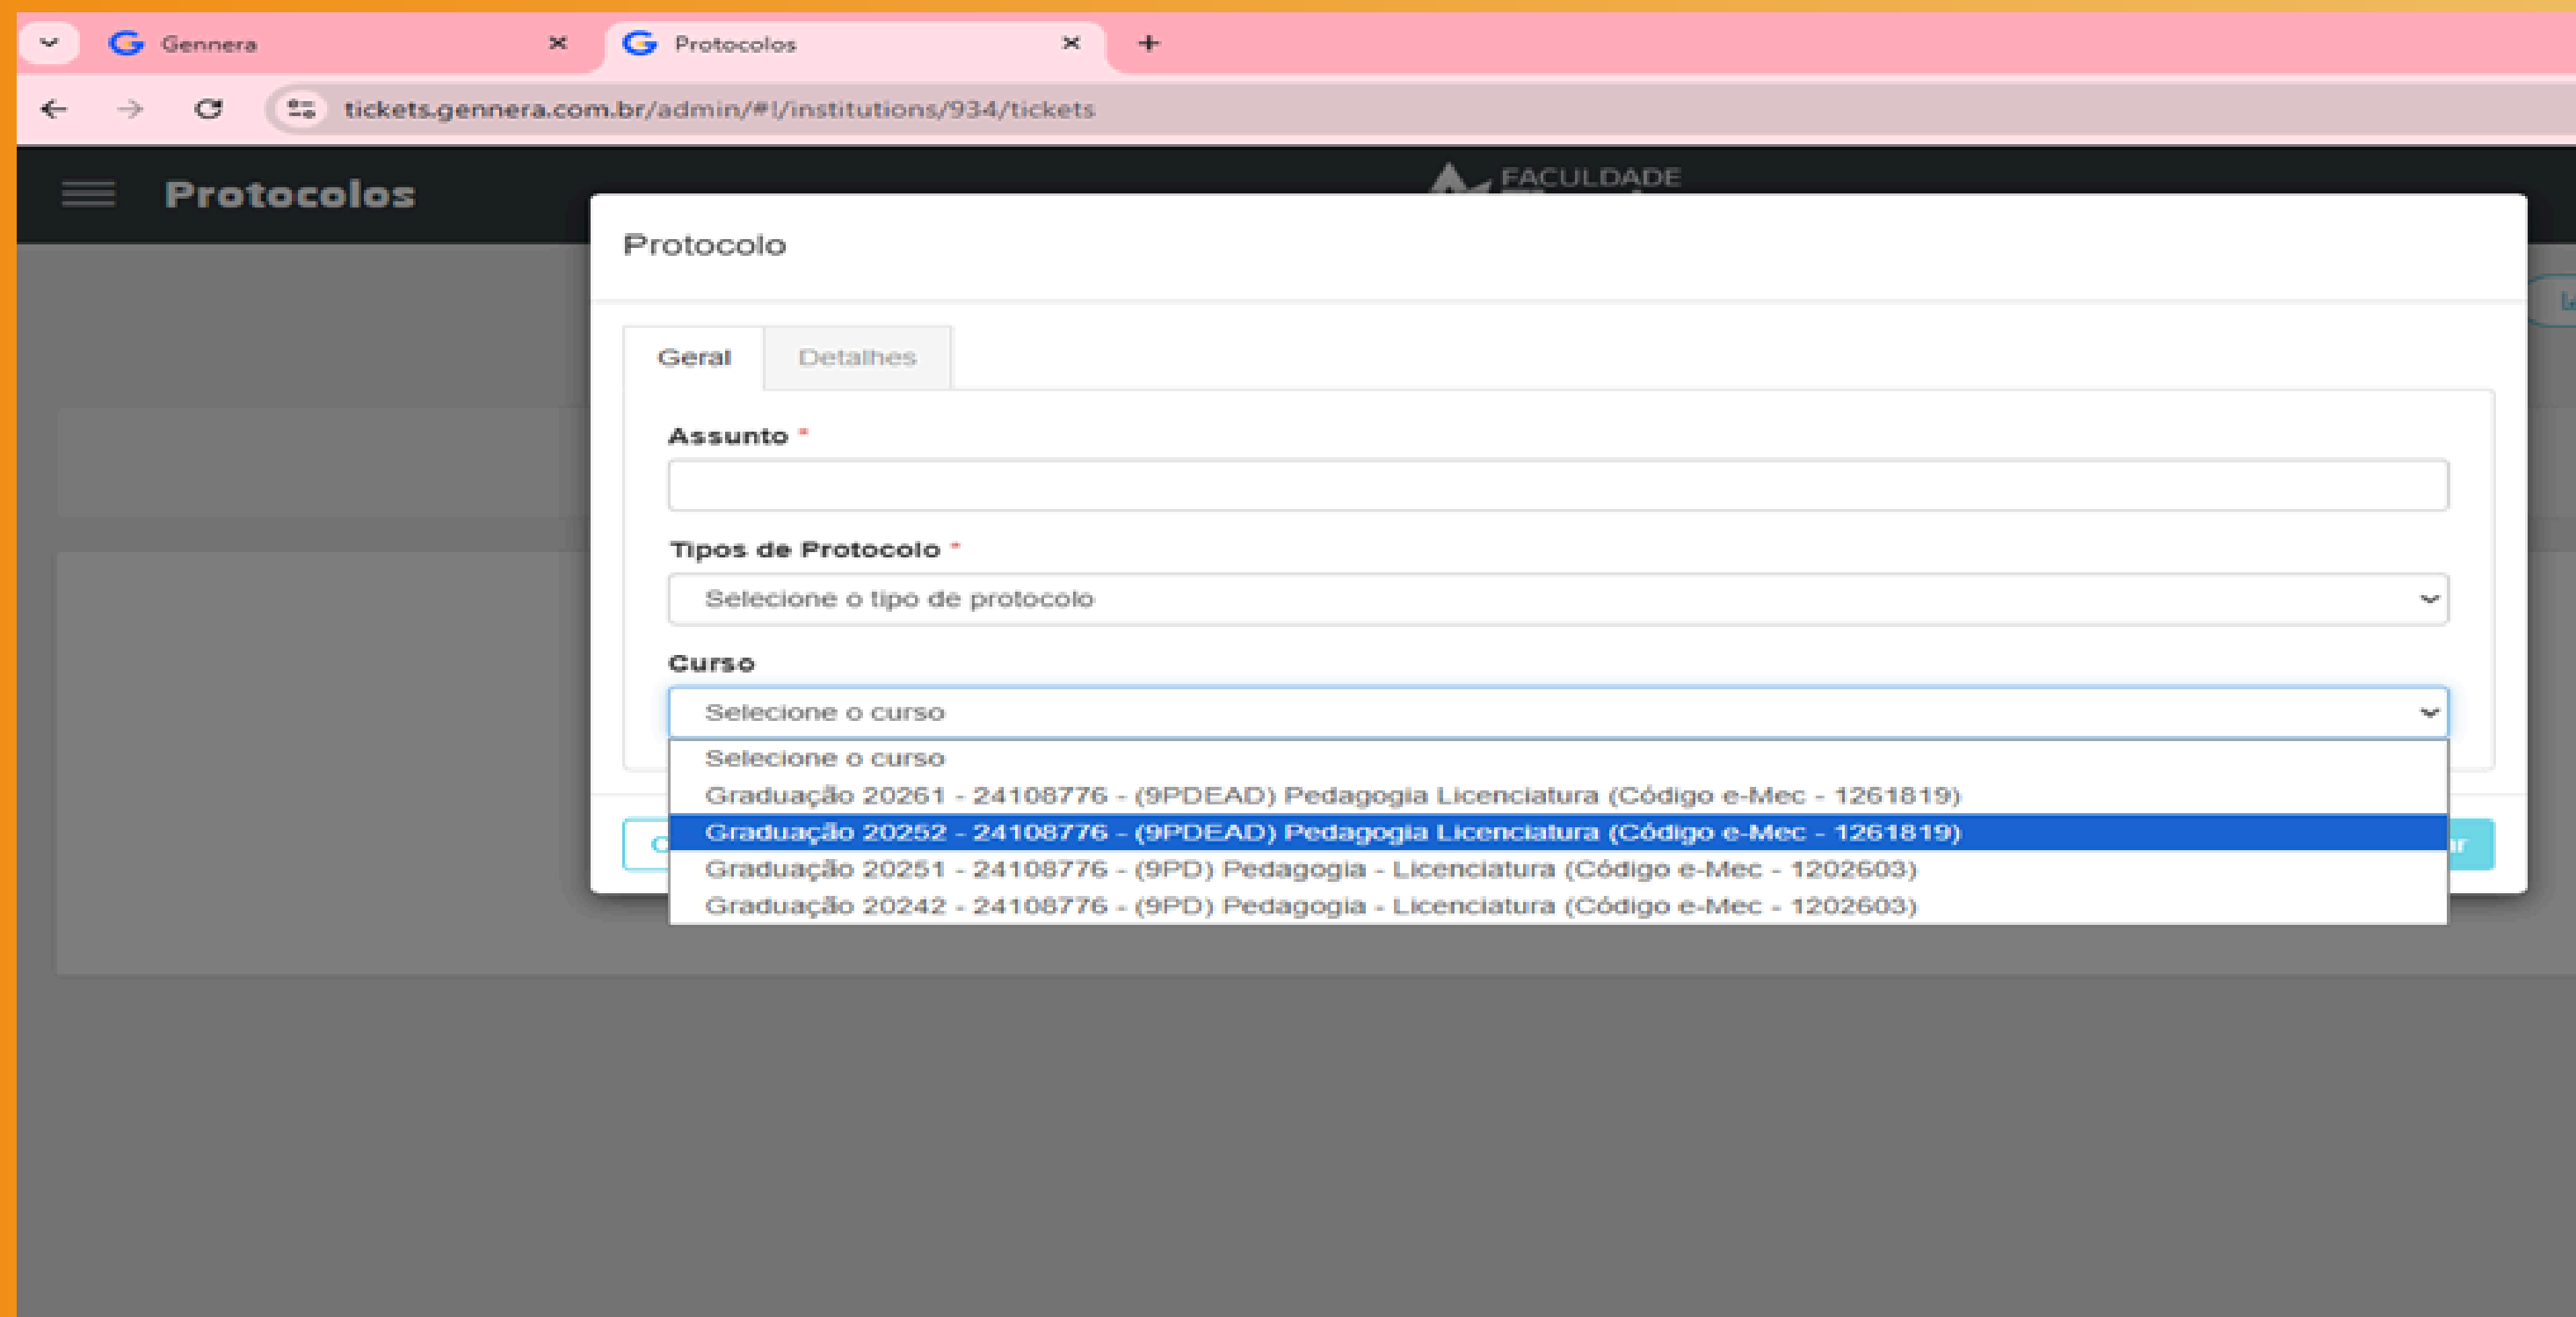 Gennera
Protocolos
tickets.gennera.com.br/admin/#!/institutions/934/tickets
Protocolos
FACULDADE
Protocolo
Geral
Detalhes
Assunto *
Tipos de Protocolo *
Selecione o tipo de protocolo
Curso
Selecione o curso
Selecione o curso
Graduação 20261 - 24108776 - (9PDEAD) Pedagogia Licenciatura (Código e-Mec - 1261819)
Graduação 20252 - 24108776 - (9PDEAD) Pedagogia Licenciatura (Código e-Mec - 1261819)
Graduação 20251 - 24108776 - (9PD) Pedagogia - Licenciatura (Código e-Mec - 1202603)
Graduação 20242 - 24108776 - (9PD) Pedagogia - Licenciatura (Código e-Mec - 1202603)